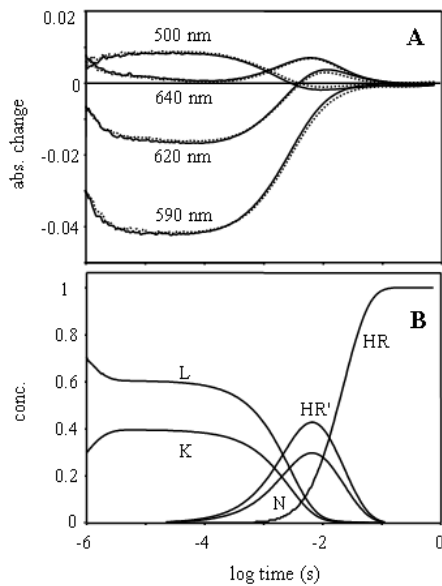 0.02
500 nm
A
0
640 nm
abs. change
-0.02
620 nm
590 nm
-0.04
1
B
HR
0.8
L
0.6
HR'
conc.
0.4
K
0.2
N
0
-6 -4 -2 0
log time (s)